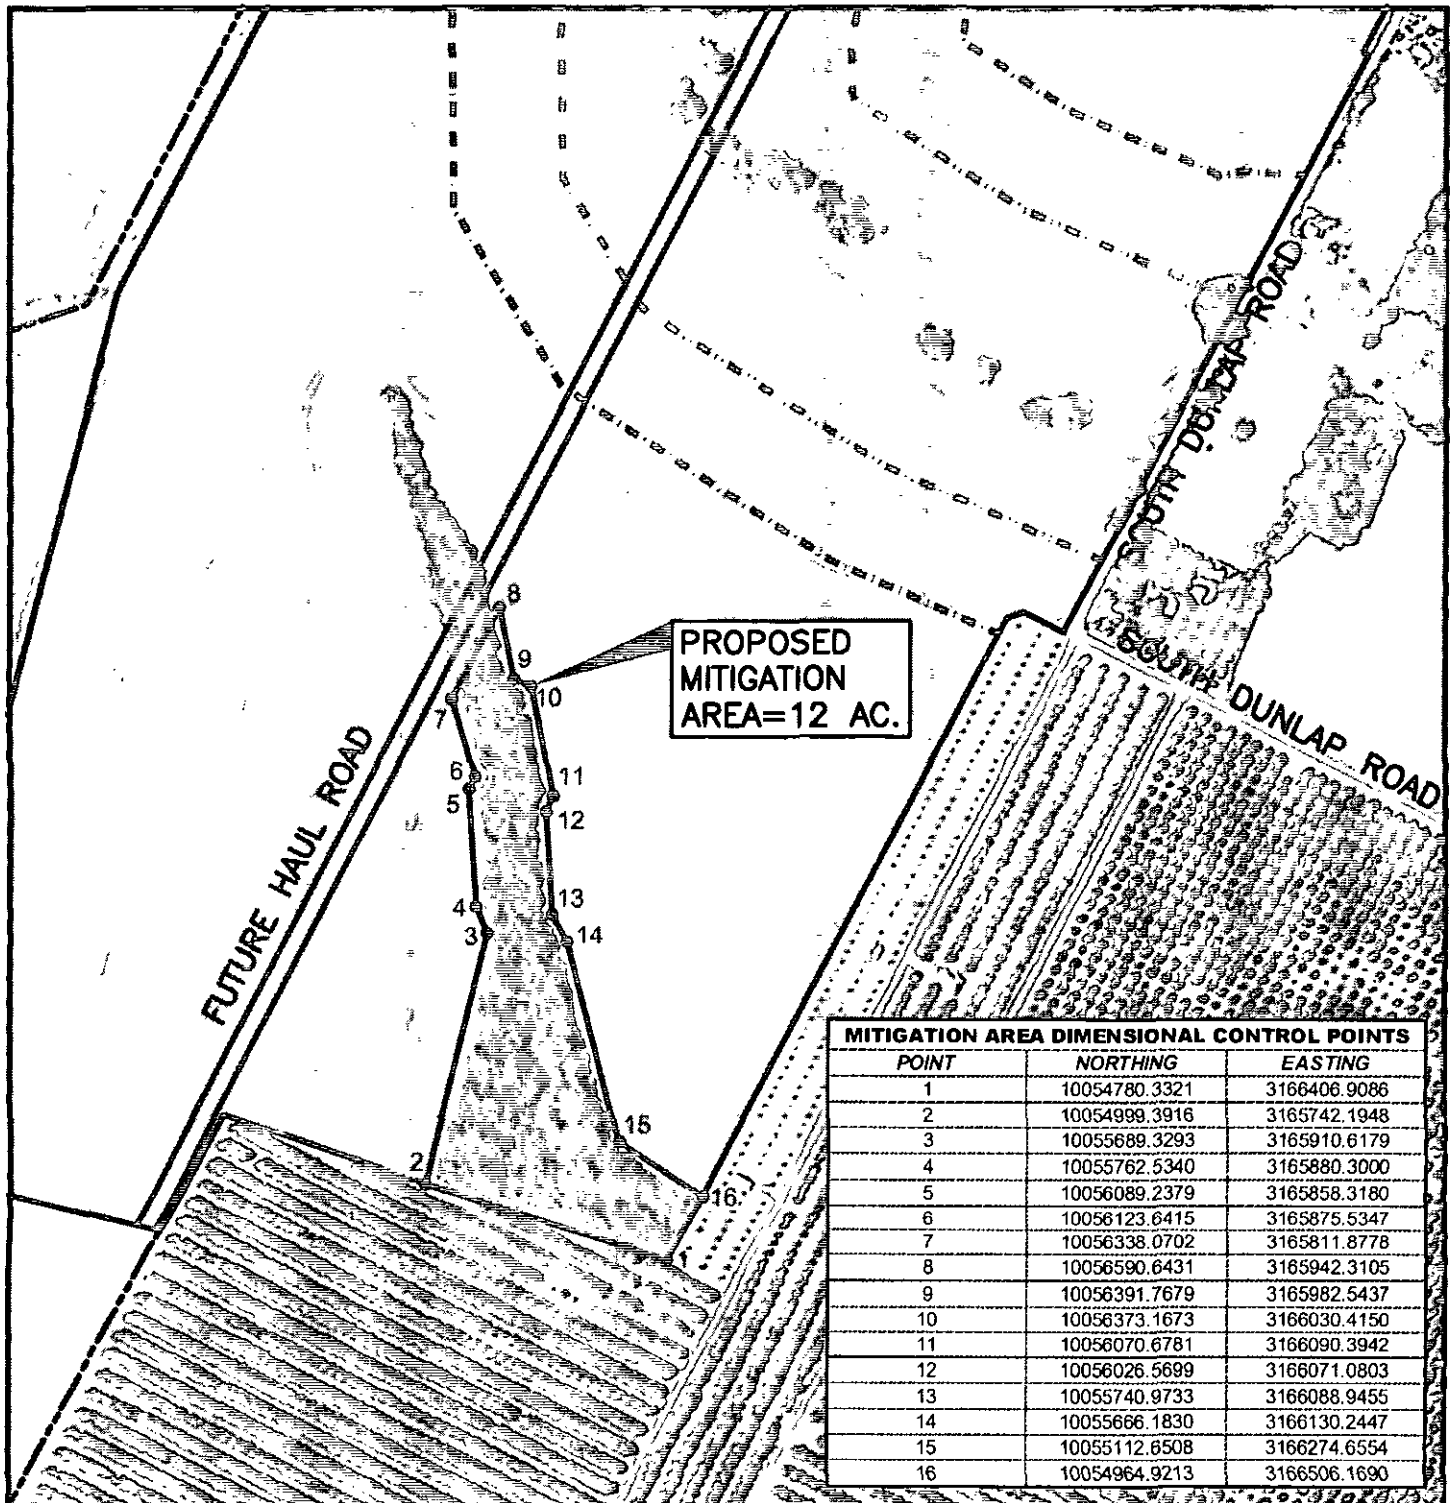 SOUTH DUNLAP ROAD
8
PROPOSED
MITIGATION
AREA=12 AC.
9
10
7
SOUTH DUNLAP ROAD
6
11
5
12
FUTURE HAUL ROAD
4
13
3
14
15
2
16
MITIGATION AREA DIMENSIONAL CONTROL POINTS
POINT NORTHING EASTING
1 10054780.3321 3166406.9086
2 10054999.3916 3165742.1948
3 10055689.3293 3165910.6179
4 10055762.5340 3165880.3000
5 10056089.2379 3165858.3180
6 10056123.6415 3165875.5347
7 10056338.0702 3165811.8778
8 10056590.6431 3165942.3105
9 10056391.7679 3165982.5437
10 10056373.1673 3166030.4150
11 10056070.6781 3166090.3942
12 10056026.5699 3166071.0803
13 10055740.9733 3166088.9455
14 10055666.1830 3166130.2447
15 10055112.6508 3166274.6554
16 10054964.9213 3166506.1690